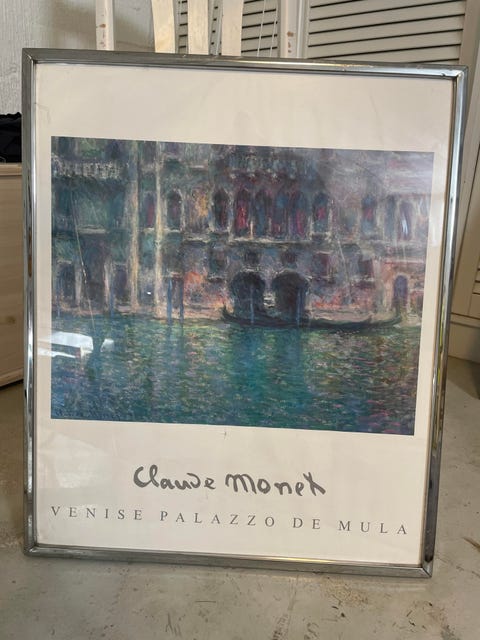 Claude Monet
VENISE PALAZZO DE MULA